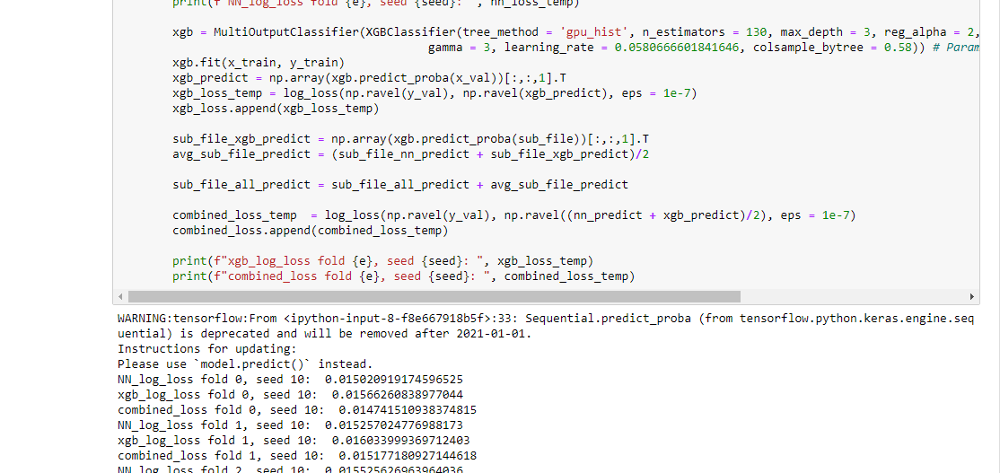 print(f"NN_log_loss fold {e}, seed {seed}: ", nn_loss_temp)
xgb = MultiOutputClassifier(XGBClassifier(tree_method = 'gpu_hist', n_estimators = 130, max_depth = 3, reg_alpha = 2,
gamma = 3, learning_rate = 0.0580666601841646, colsample_bytree = 0.58)) # Param
xgb.fit(x_train, y_train)
xgb_predict = np.array(xgb.predict_proba(x_val))[:,:,1].T
xgb_loss_temp = log_loss(np.ravel(y_val), np.ravel(xgb_predict), eps = 1e-7)
xgb_loss.append(xgb_loss_temp)
sub_file_xgb_predict = np.array(xgb.predict_proba(sub_file))[:,:,1].T
avg_sub_file_predict = (sub_file_nn_predict + sub_file_xgb_predict)/2
sub_file_all_predict = sub_file_all_predict + avg_sub_file_predict
combined_loss_temp  = log_loss(np.ravel(y_val), np.ravel((nn_predict + xgb_predict)/2), eps = 1e-7)
combined_loss.append(combined_loss_temp)
print(f"xgb_log_loss fold {e}, seed {seed}: ", xgb_loss_temp)
print(f"combined_loss fold {e}, seed {seed}: ", combined_loss_temp)
WARNING:tensorflow:From <ipython-input-8-f8e667918b5f>:33: Sequential.predict_proba (from tensorflow.python.keras.engine.seq
uential) is deprecated and will be removed after 2021-01-01.
Instructions for updating:
Please use `model.predict()` instead.
NN_log_loss fold 0, seed 10:  0.015020919174596525
xgb_log_loss fold 0, seed 10:  0.01566260838977044
combined_loss fold 0, seed 10:  0.014741510938374815
NN_log_loss fold 1, seed 10:  0.015257024776988173
xgb_log_loss fold 1, seed 10:  0.016033999369712403
combined_loss fold 1, seed 10:  0.015177180927144618
NN_log_loss fold 2, seed 10:  0.015525626963964036